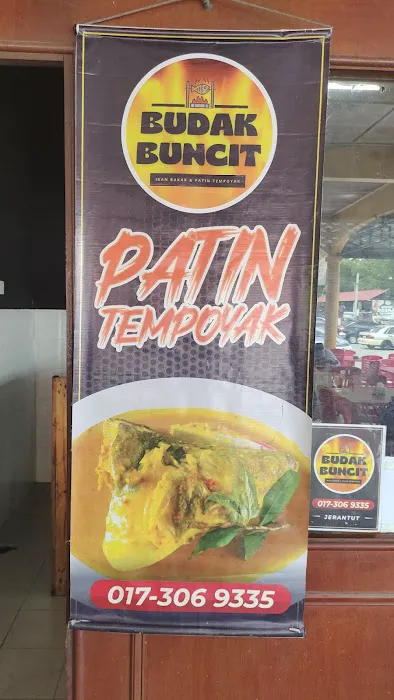 BUDAK
BUNCIT
IKAN BAKAR & PATIN TEMPOYAK
PATIN
TEMPOYAK
017-306 9335
BUDAK
BUNCIT
017-306 9335
JERANTUT